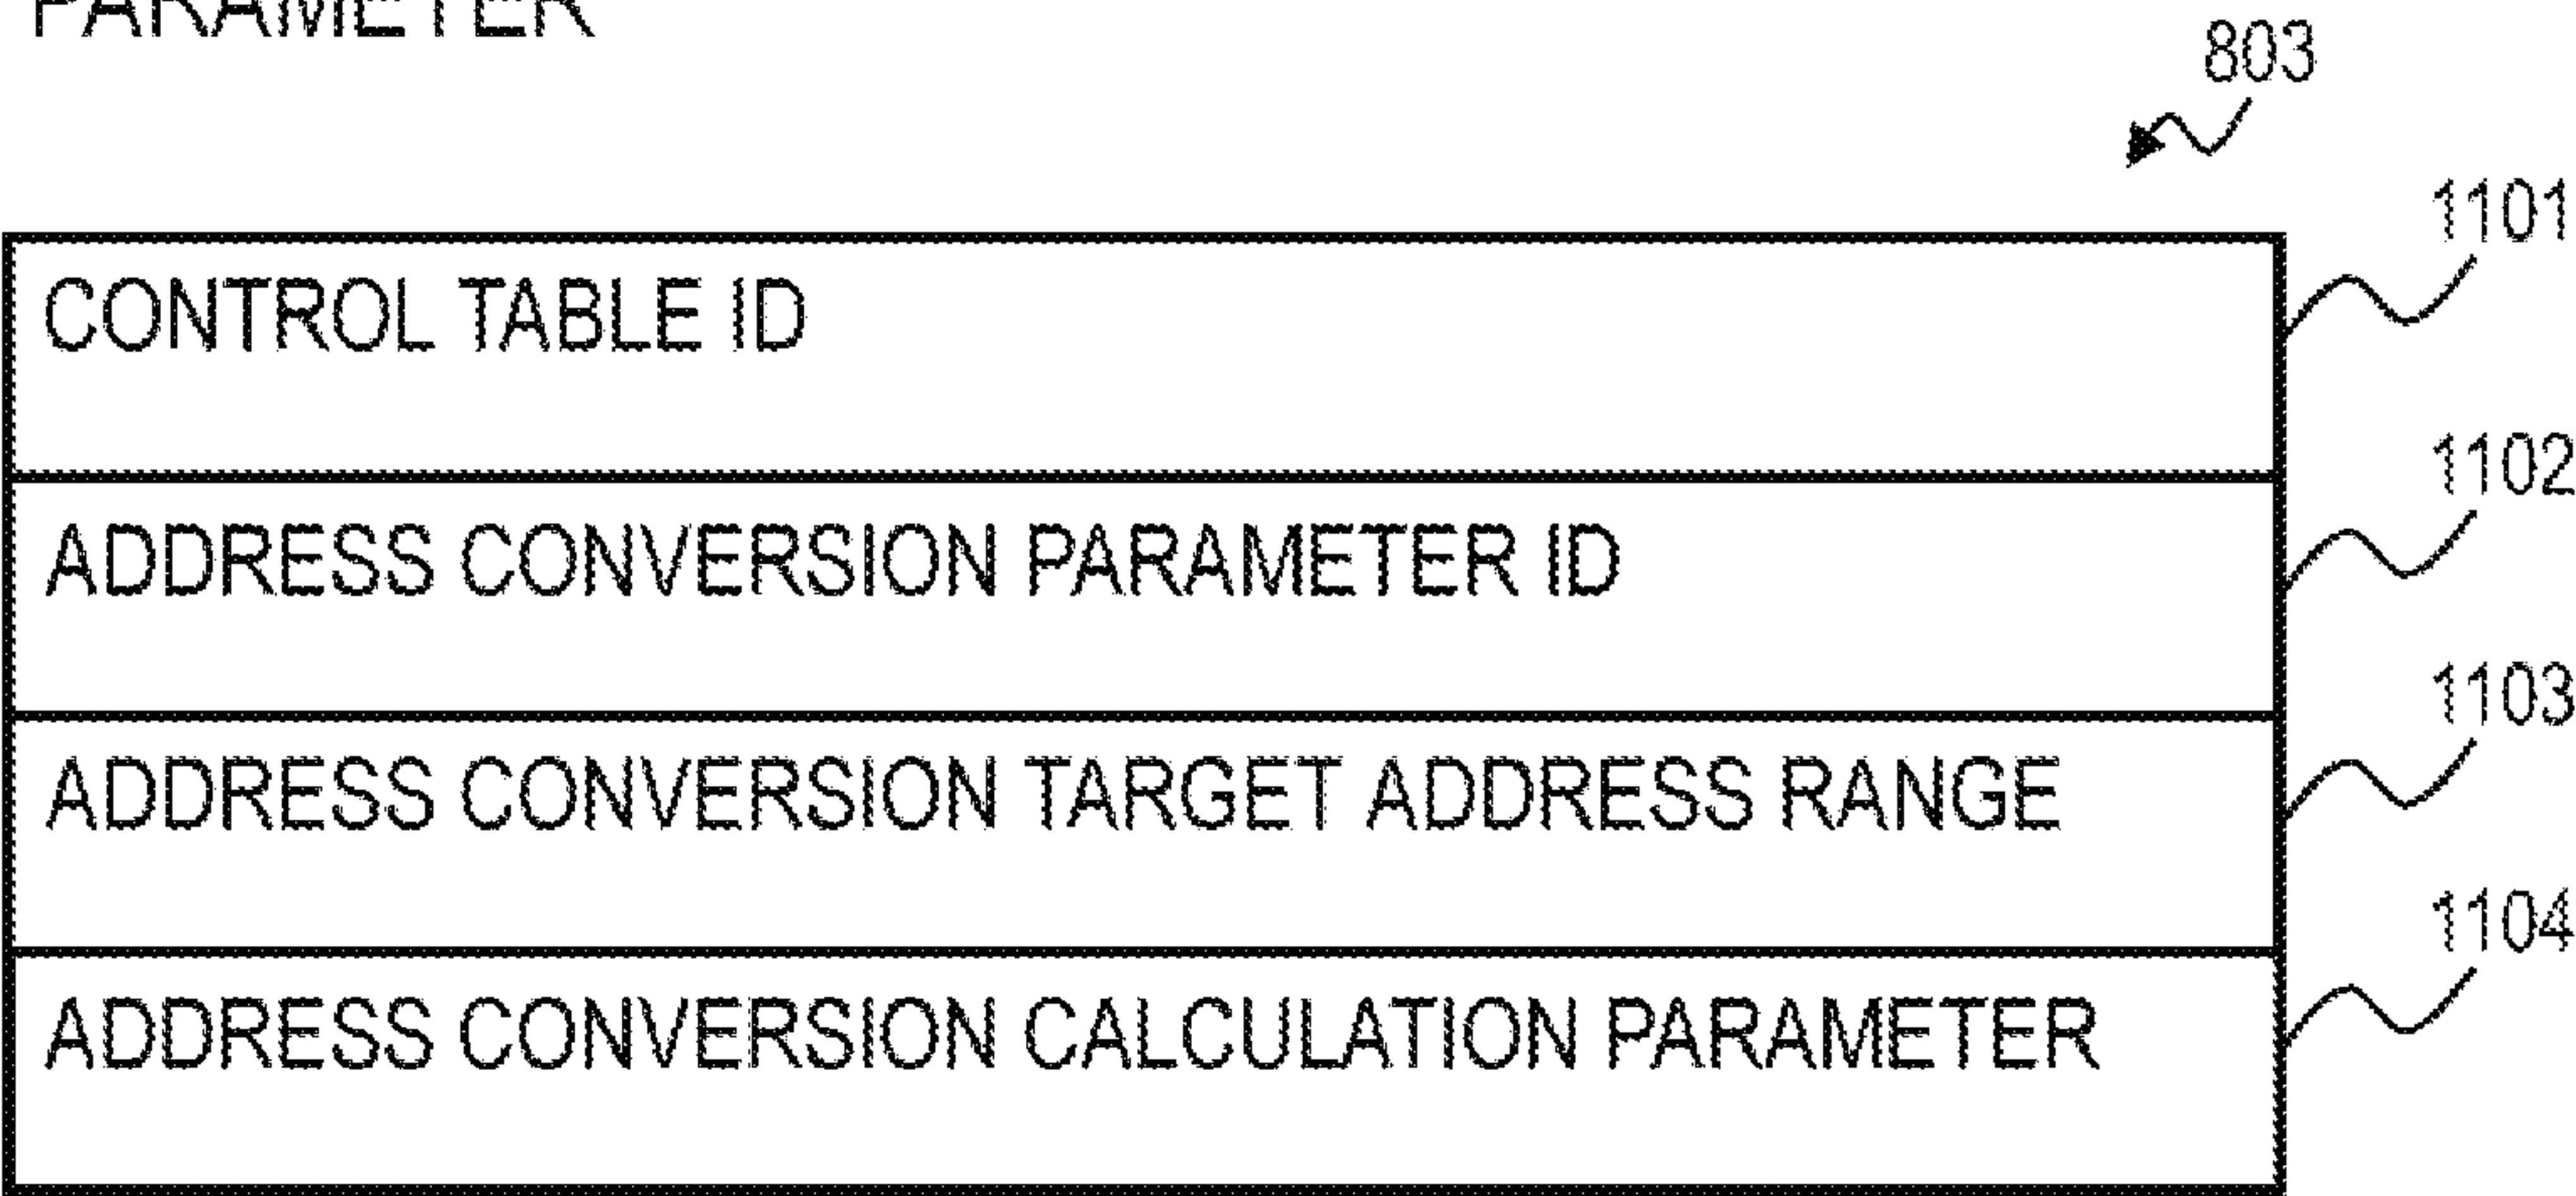 PARAMETER
803
1101
CONTROL TABLE ID
1102
ADDRESS CONVERSION PARAMETER ID
1103
ADDRESS CONVERSION TARGET ADDRESS RANGE
1104
ADDRESS CONVERSION CALCULATION PARAMETER